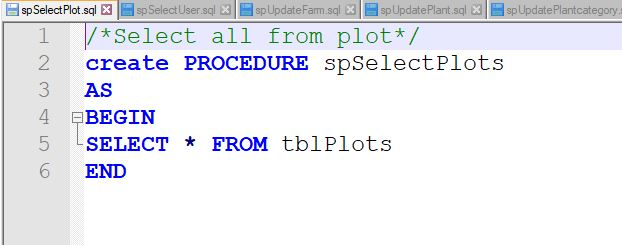 spSelectPlot.sql spSelectUser.sql spUpdateFarm.sql spUpdatePlant.sql spUpdatePlantcategory.sql
1 /*Select all from plot*/
2 create PROCEDURE spSelectPlots
3 AS
4 BEGIN
5 SELECT * FROM tblPlots
6 END